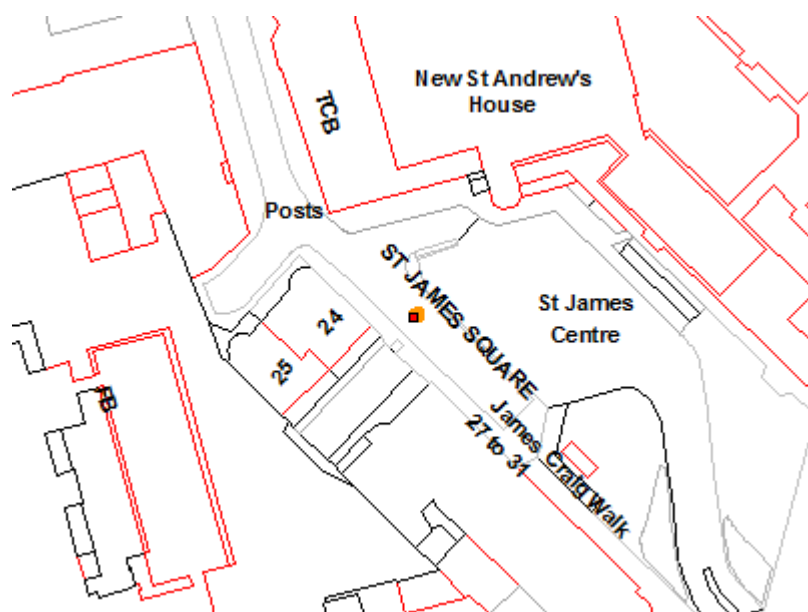 New St Andrew's
House
TCB
Posts
ST JAMES SQUARE
St James
Centre
24
25
FB
James Craig Walk
27 to 31